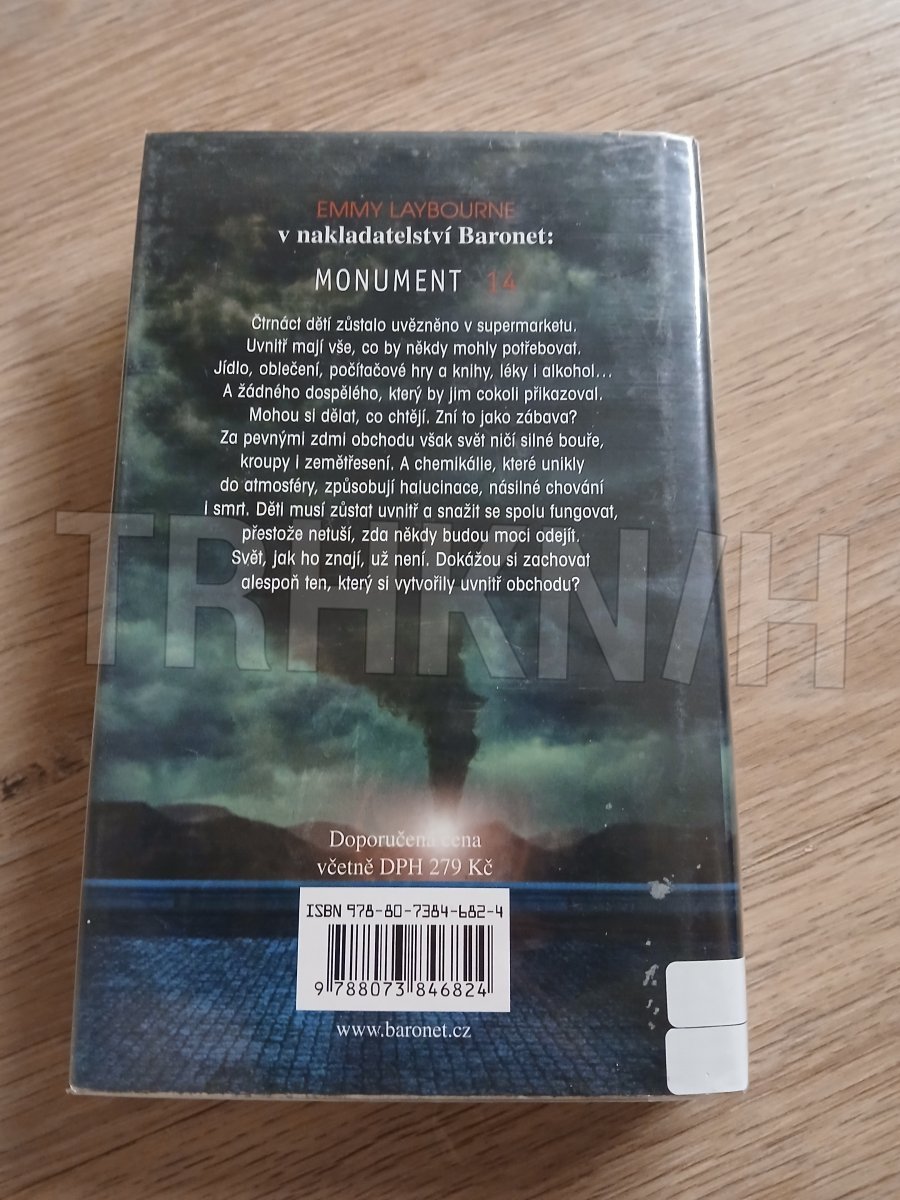 EMMY LAYBOURNE
v nakladatelství Baronet:
MONUMENT 14
Čtrnáct dětí zůstalo uvězněno v supermarketu.
Uvnitř mají vše, co by někdy mohly potřebovat.
Jídlo, oblečení, počítačové hry a knihy, léky i alkohol...
A žádného dospělého, který by jim cokoli přikazoval.
Mohou si dělat, co chtějí. Zní to jako zábava?
Za pevnými zdmi obchodu však svět ničí silné bouře,
kroupy i zemětřesení. A chemikálie, které unikly
do atmosféry, způsobují halucinace, násilné chování
i smrt. Děti musí zůstat uvnitř a snažit se spolu fungovat,
přestože netuší, zda někdy budou moci odejít.
Svět, jak ho znají, už není. Dokážou si zachovat
alespoň ten, který si vytvořily uvnitř obchodu?
TRHKN/H
Doporučená cena
včetně DPH 279 Kč
ISBN 978-80-7384-682-4
9 788073 846824
www.baronet.cz